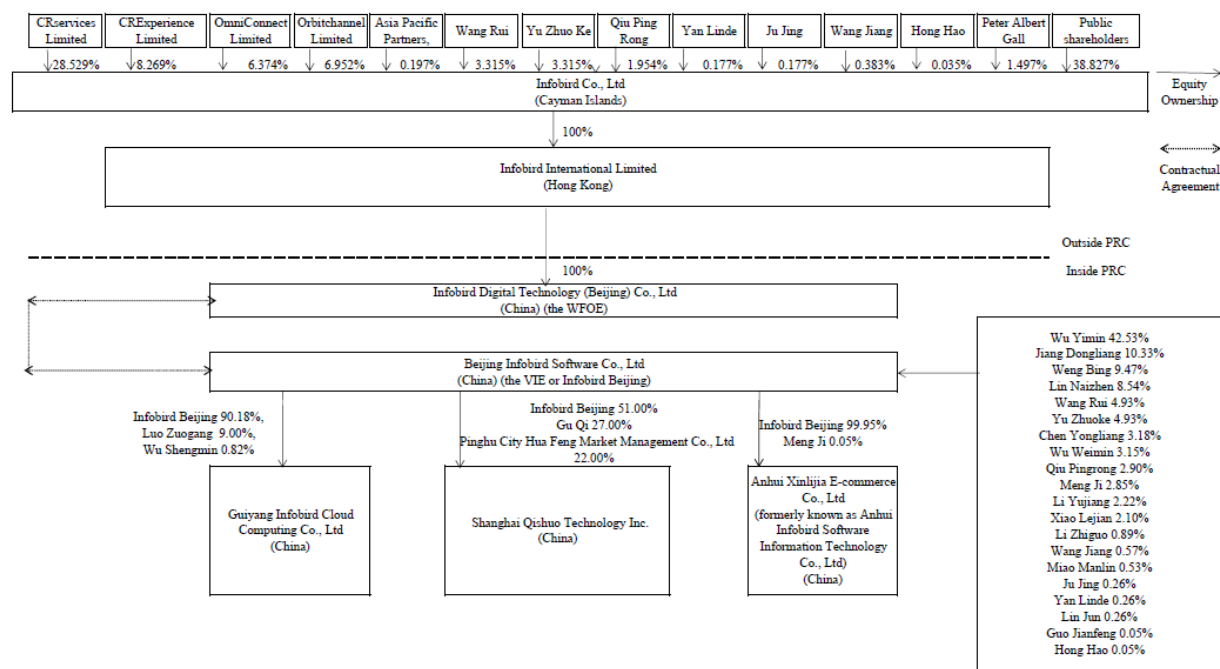 CRservices
Limited
CRExperience
Limited
OmniConnect
Limited
Orbitchannel
Limited
Asia Pacific
Partners,
Wang Rui
Yu Zhuo Ke
Qiu Ping
Rong
Yan Linde
Ju Jing
Wang Jiang
Hong Hao
Peter Albert
Gall
Public
shareholders
28.529%
8.269%
6.374%
6.952%
0.197%
3.315%
3.315%
1.954%
0.177%
0.177%
0.383%
0.035%
1.497%
38.827%
Infobird Co., Ltd
(Cayman Islands)
Equity
Ownership
100%
Infobird International Limited
(Hong Kong)
Contractual
Agreement
Outside PRC
Inside PRC
100%
Infobird Digital Technology (Beijing) Co., Ltd
(China) (the WFOE)
Beijing Infobird Software Co., Ltd
(China) (the VIE or Infobird Beijing)
Infobird Beijing 90.18%,
Luo Zuogang 9.00%,
Wu Shengmin 0.82%
Infobird Beijing 51.00%
Gu Qi 27.00%
Pinghu City Hua Feng Market Management Co., Ltd
22.00%
Infobird Beijing 99.95%
Meng Ji 0.05%
Guiyang Infobird Cloud
Computing Co., Ltd
(China)
Shanghai Qishuo Technology Inc.
(China)
Anhui Xinlijia E-commerce
Co., Ltd
(formerly known as Anhui
Infobird Software
Information Technology
Co., Ltd)
(China)
Wu Yimin 42.53%
Jiang Dongliang 10.33%
Weng Bing 9.47%
Lin Naizhen 8.54%
Wang Rui 4.93%
Yu Zhuoke 4.93%
Chen Yongliang 3.18%
Wu Weimin 3.15%
Qiu Pingrong 2.90%
Meng Ji 2.85%
Li Yujiang 2.22%
Xiao Lejian 2.10%
Li Zhiguo 0.89%
Wang Jiang 0.57%
Miao Manlin 0.53%
Ju Jing 0.26%
Yan Linde 0.26%
Lin Jun 0.26%
Guo Jianfeng 0.05%
Hong Hao 0.05%